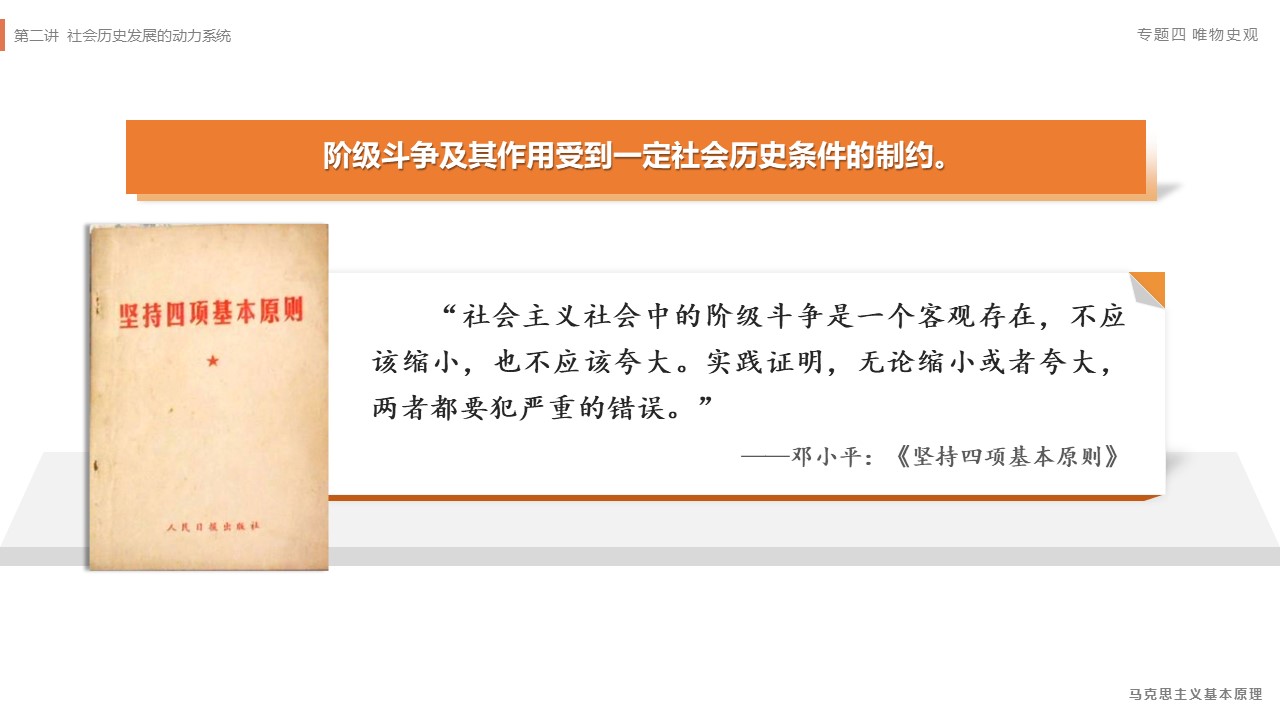 第二讲 社会历史发展的动力系统
专题四 唯物史观
阶级斗争及其作用受到一定社会历史条件的制约。
坚持四项基本原则
人民日报出版社
“社会主义社会中的阶级斗争是一个客观存在，不应
该缩小，也不应该夸大。实践证明，无论缩小或者夸大，
两者都要犯严重的错误。”
——邓小平：《坚持四项基本原则》
马克思主义基本原理